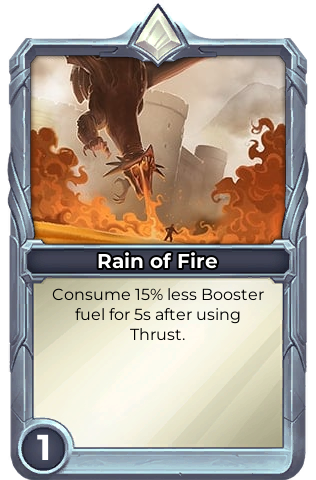 Rain of Fire
Consume 15% less Booster
fuel for 5s after using
Thrust.
1